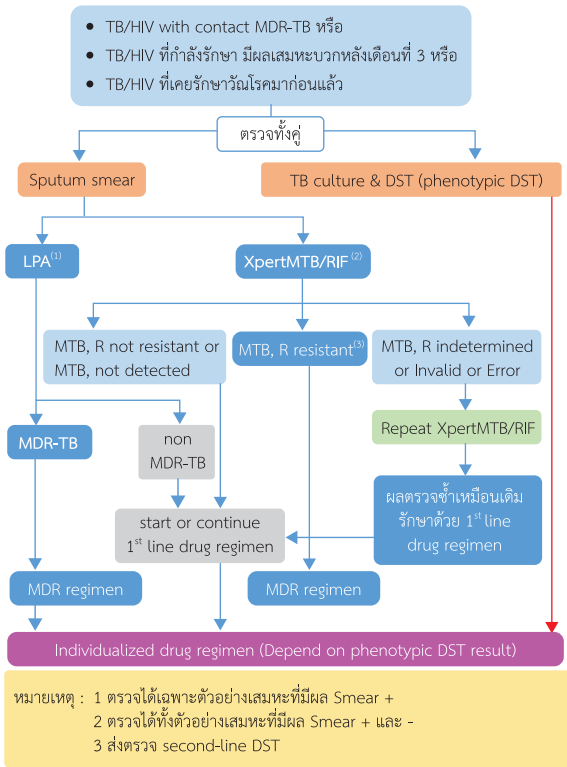 • TB/HIV with contact MDR-TB หรือ
• TB/HIV ที่กำลังรักษา มีผลเสมหะบวกหลังเดือนที่ 3 หรือ
• TB/HIV ที่เคยรักษาวัณโรคมาก่อนแล้ว
ตรวจทั้งคู่
Sputum smear
TB culture & DST (phenotypic DST)
LPA(1)
XpertMTB/RIF (2)
MTB, R not resistant or
MTB, not detected
MTB, R resistant(3)
MTB, R indetermined
or Invalid or Error
MDR-TB
non
MDR-TB
Repeat XpertMTB/RIF
start or continue
1st line drug regimen
ผลตรวจซ้ำเหมือนเดิม
รักษาด้วย 1st line
drug regimen
MDR regimen
MDR regimen
Individualized drug regimen (Depend on phenotypic DST result)
หมายเหตุ : 1 ตรวจได้เฉพาะตัวอย่างเสมหะที่มีผล Smear +
2 ตรวจได้ทั้งตัวอย่างเสมหะที่มีผล Smear + และ -
3 ส่งตรวจ second-line DST